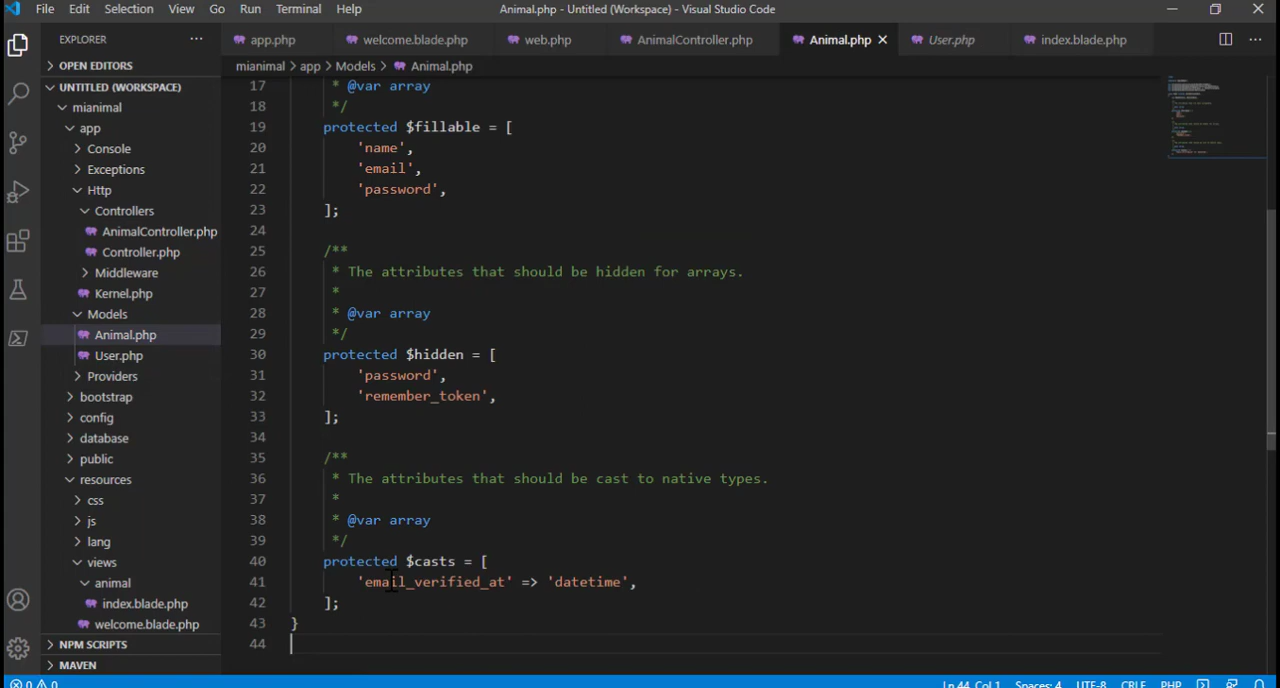 File Edit Selection View Go Run Terminal Help Animal.php - Untitled (Workspace) - Visual Studio Code
EXPLORER ··· app.php welcome.blade.php web.php AnimalController.php Animal.php × User.php index.blade.php ···
OPEN EDITORS
UNTITLED (WORKSPACE)
mianimal
app
Console
Exceptions
Http
Controllers
AnimalController.php
Controller.php
Middleware
Kernel.php
Models
Animal.php
User.php
Providers
bootstrap
config
database
public
resources
css
js
lang
views
animal
index.blade.php
welcome.blade.php
NPM SCRIPTS
MAVEN
mianimal > app > Models > Animal.php
17 * @var array
18 */
19 protected $fillable = [
20 'name',
21 'email',
22 'password',
23 ];
24
25 /**
26 * The attributes that should be hidden for arrays.
27 *
28 * @var array
29 */
30 protected $hidden = [
31 'password',
32 'remember_token',
33 ];
34
35 /**
36 * The attributes that should be cast to native types.
37 *
38 * @var array
39 */
40 protected $casts = [
41 'email_verified_at' => 'datetime',
42 ];
43 }
44
0 0 Ln 44, Col 1 Spaces: 4 UTF-8 CRLF PHP